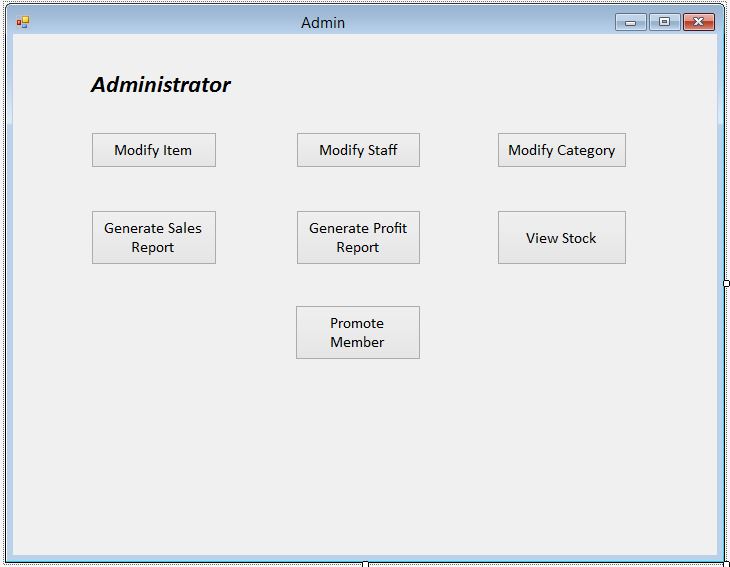 Admin
Administrator
Modify Item
Modify Staff
Modify Category
Generate Sales
Report
Generate Profit
Report
View Stock
Promote
Member